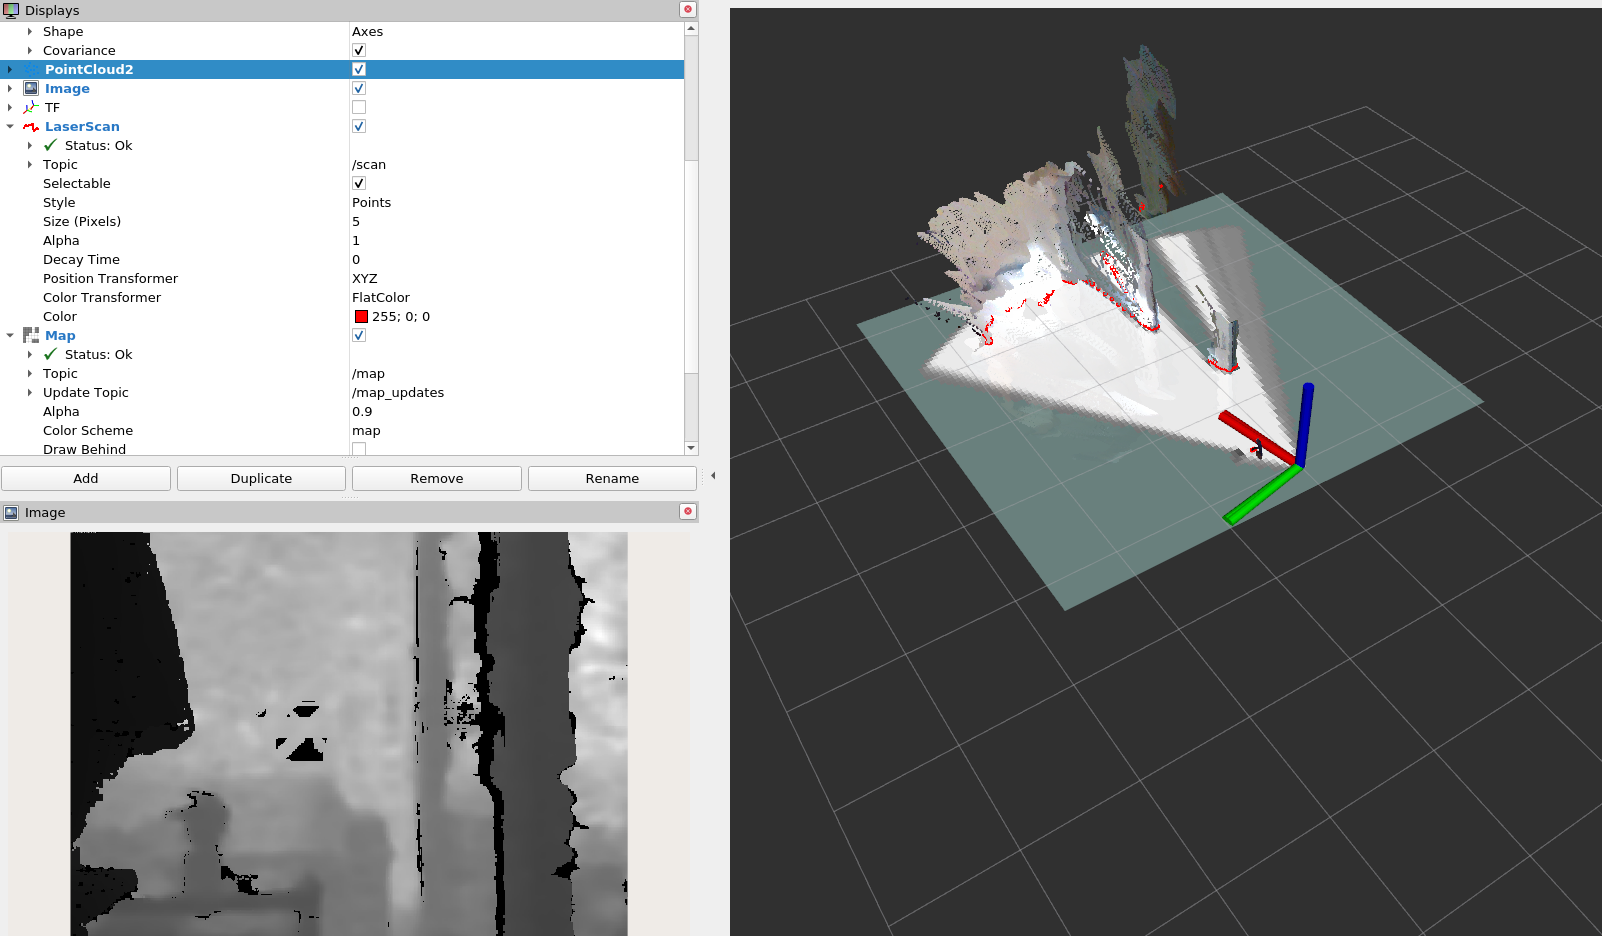 Displays
Shape Axes
Covariance
PointCloud2
Image
TF
LaserScan
Status: Ok
Topic /scan
Selectable
Style Points
Size (Pixels) 5
Alpha 1
Decay Time 0
Position Transformer XYZ
Color Transformer FlatColor
Color 255; 0; 0
Map
Status: Ok
Topic /map
Update Topic /map_updates
Alpha 0.9
Color Scheme map
Draw Behind
Add Duplicate Remove Rename
Image